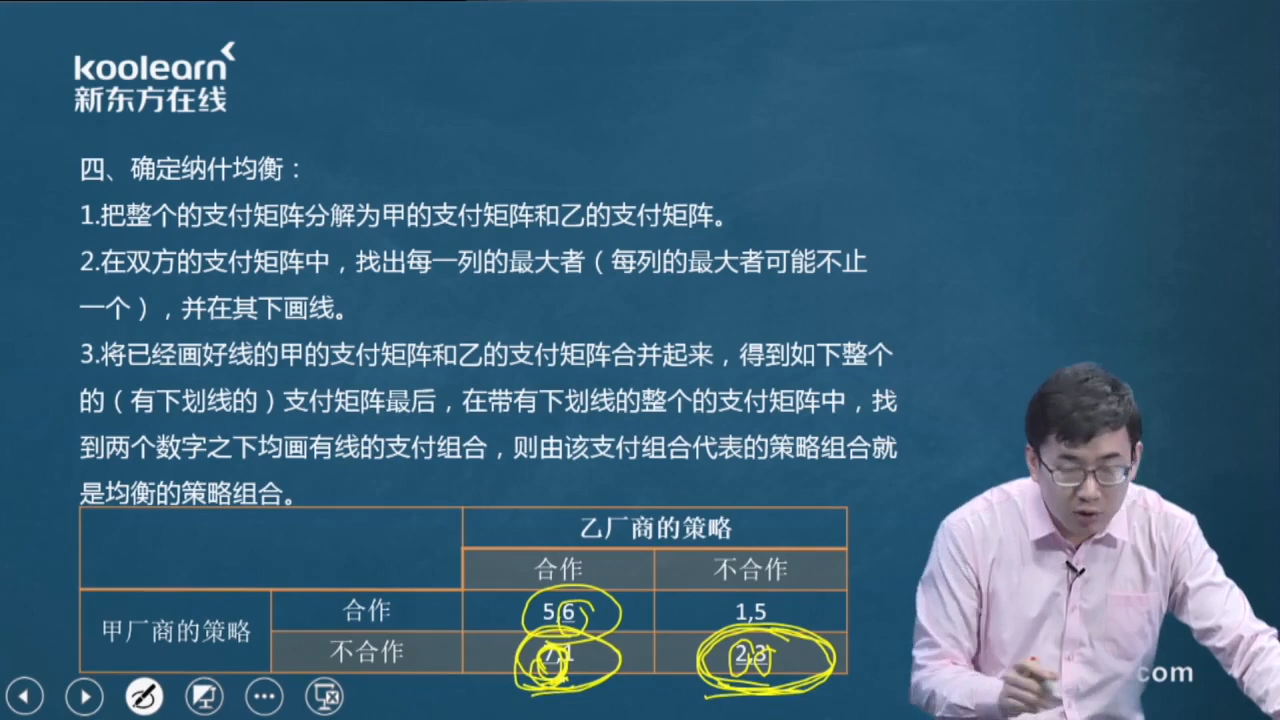 koolearn
新东方在线
四、确定纳什均衡：
1.把整个的支付矩阵分解为甲的支付矩阵和乙的支付矩阵。
2.在双方的支付矩阵中，找出每一列的最大者（每列的最大者可能不止
一个），并在其下画线。
3.将已经画好线的甲的支付矩阵和乙的支付矩阵合并起来，得到如下整个
的（有下划线的）支付矩阵最后，在带有下划线的整个的支付矩阵中，找
到两个数字之下均画有线的支付组合，则由该支付组合代表的策略组合就
是均衡的策略组合。
乙厂商的策略
合作 不合作
甲厂商的策略
合作 5,6 1,5
不合作 7,1 2,3
com